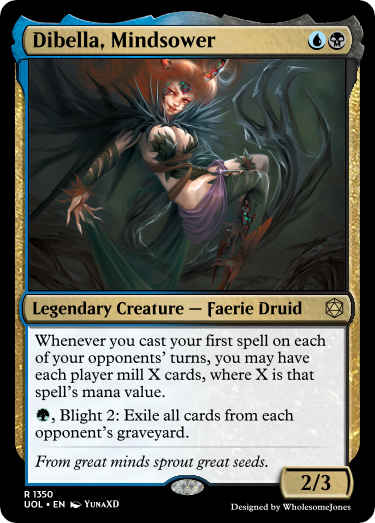 Dibella, Mindsower
Legendary Creature — Faerie Druid
Whenever you cast your first spell on each
of your opponents' turns, you may have
each player mill X cards, where X is that
spell's mana value.
, Blight 2: Exile all cards from each
opponent's graveyard.
From great minds sprout great seeds.
2/3
R 1350
UOL • EN YunaXD
Designed by WholesomeJones